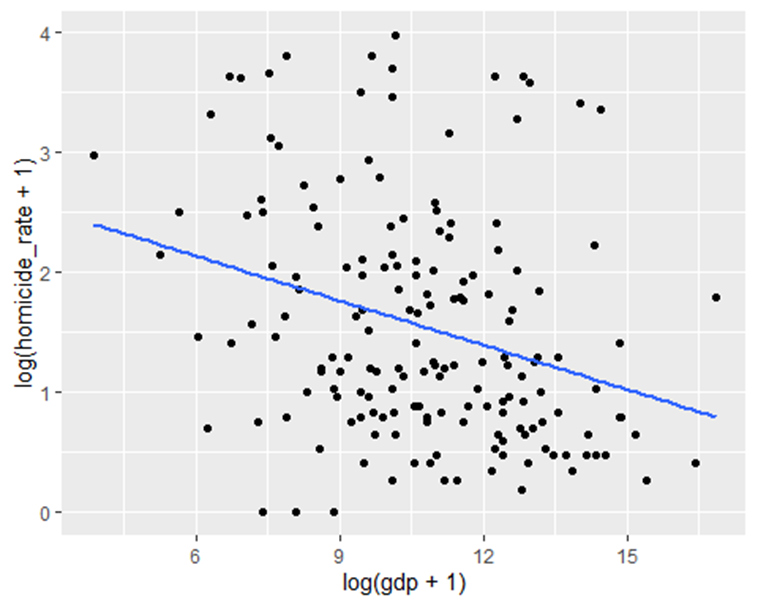 log(homicide_rate + 1)
4
3
2
1
0
6 9 12 15
log(gdp + 1)